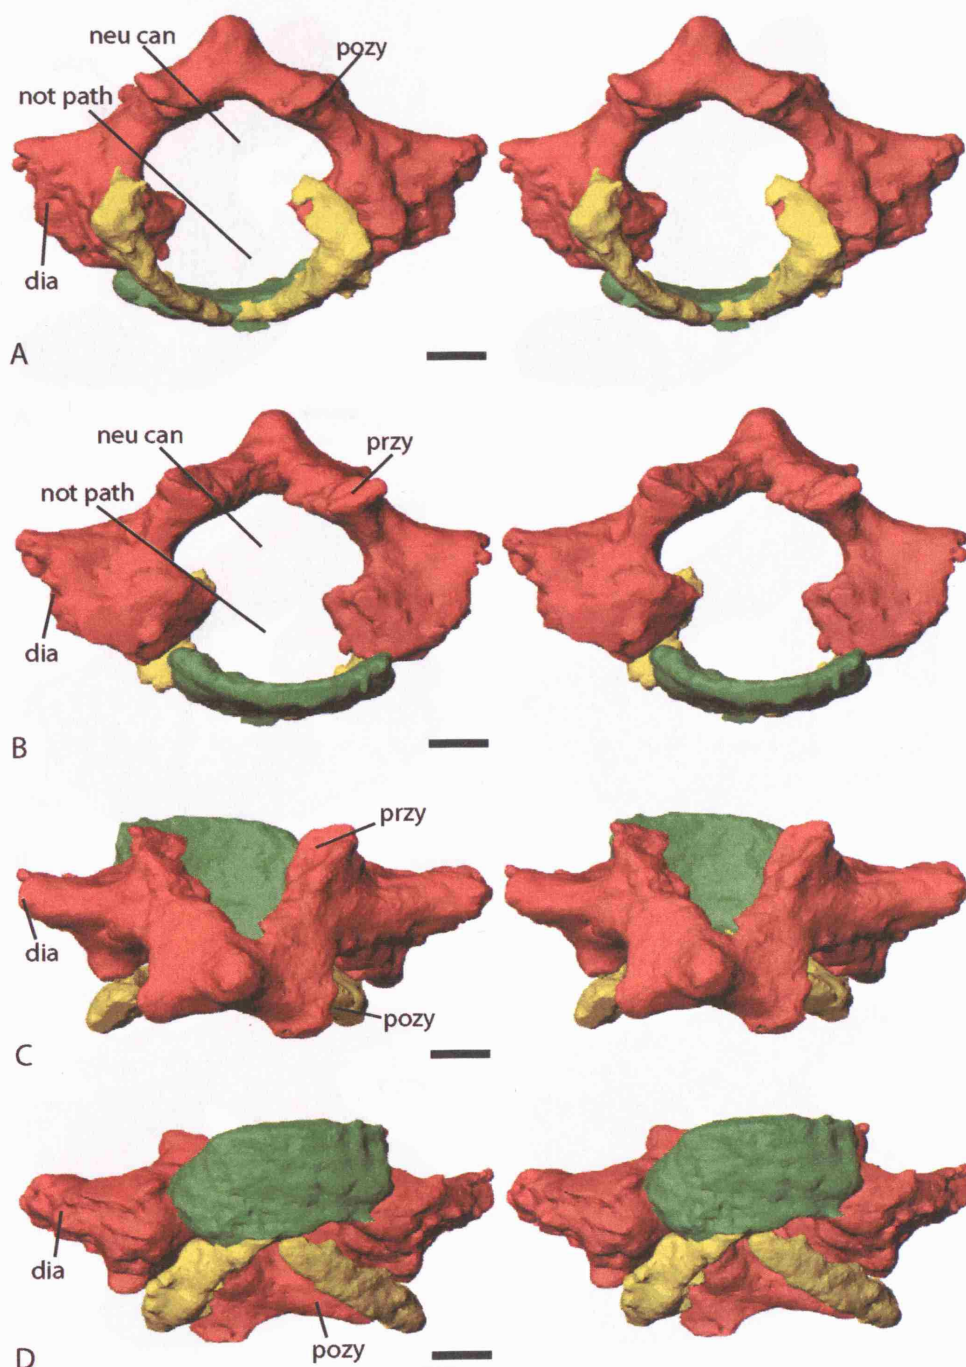 neu can
pozy
not path
dia
A
neu can
przy
not path
dia
B
przy
dia
pozy
C
dia
pozy
D